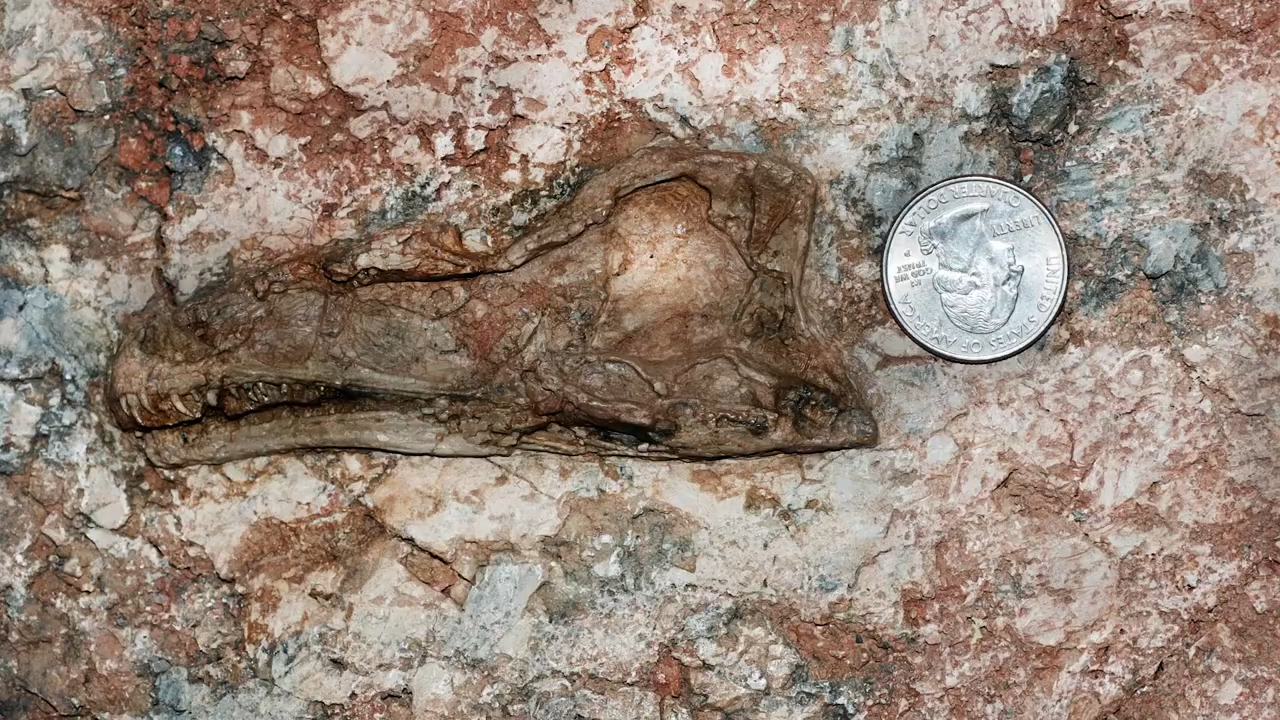 UNITED STATES OF AMERICA
LIBERTY
IN
GOD WE
TRUST
P
QUARTER DOLLAR